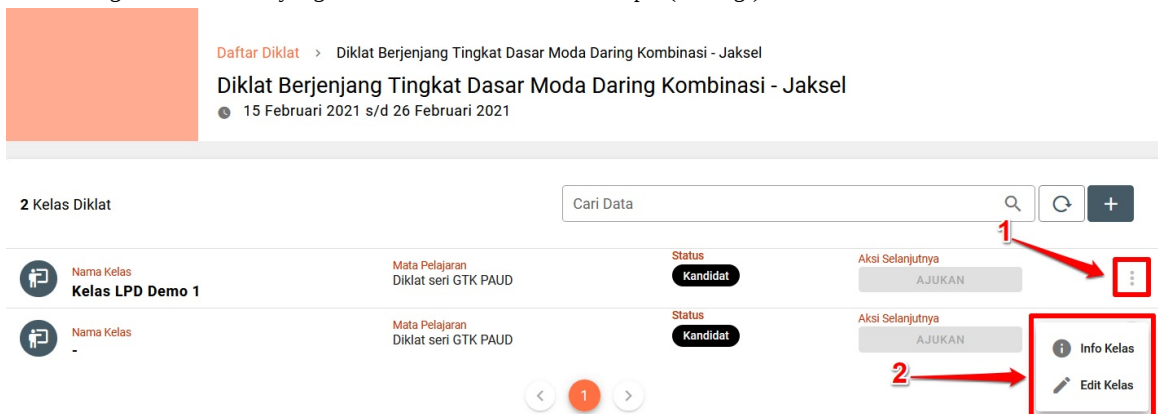 Daftar Diklat > Diklat Berjenjang Tingkat Dasar Moda Daring Kombinasi - Jaksel
Diklat Berjenjang Tingkat Dasar Moda Daring Kombinasi - Jaksel
15 Februari 2021 s/d 26 Februari 2021
2 Kelas Diklat
Cari Data
+
1
Nama Kelas
Kelas LPD Demo 1
Mata Pelajaran
Diklat seri GTK PAUD
Status
Kandidat
Aksi Selanjutnya
AJUKAN
Nama Kelas
-
Mata Pelajaran
Diklat seri GTK PAUD
Status
Kandidat
Aksi Selanjutnya
AJUKAN
2
Info Kelas
Edit Kelas
< 1 >